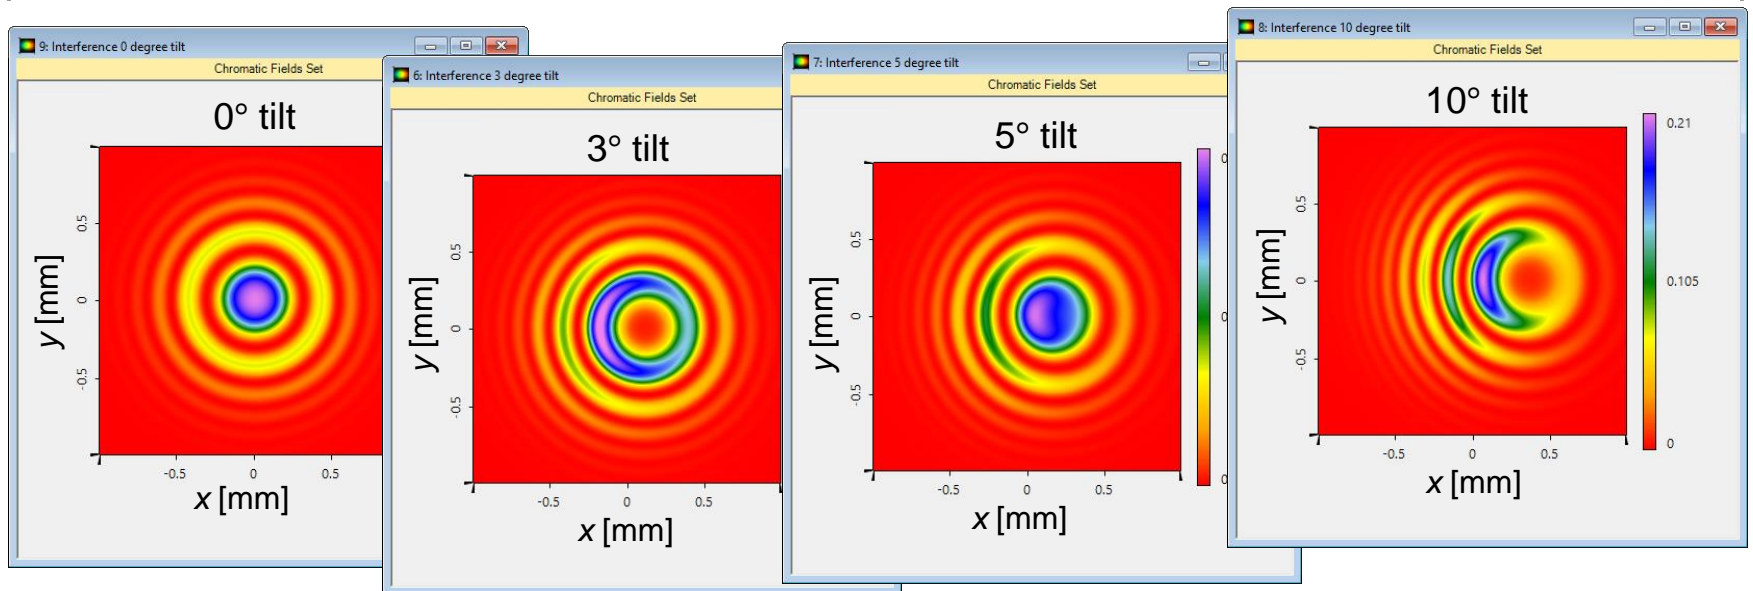 9: Interference 0 degree tilt
Chromatic Fields Set
0° tilt
y [mm]
0.5
0
-0.5
-0.5
0
0.5
x [mm]
6: Interference 3 degree tilt
Chromatic Fields Set
3° tilt
y [mm]
0.5
0
-0.5
-0.5
0
0.5
x [mm]
7: Interference 5 degree tilt
Chromatic Fields Set
5° tilt
y [mm]
0.5
0
-0.5
-0.5
0
0.5
x [mm]
8: Interference 10 degree tilt
Chromatic Fields Set
10° tilt
y [mm]
0.5
0
-0.5
-0.5
0
0.5
x [mm]
0.21
0.105
0